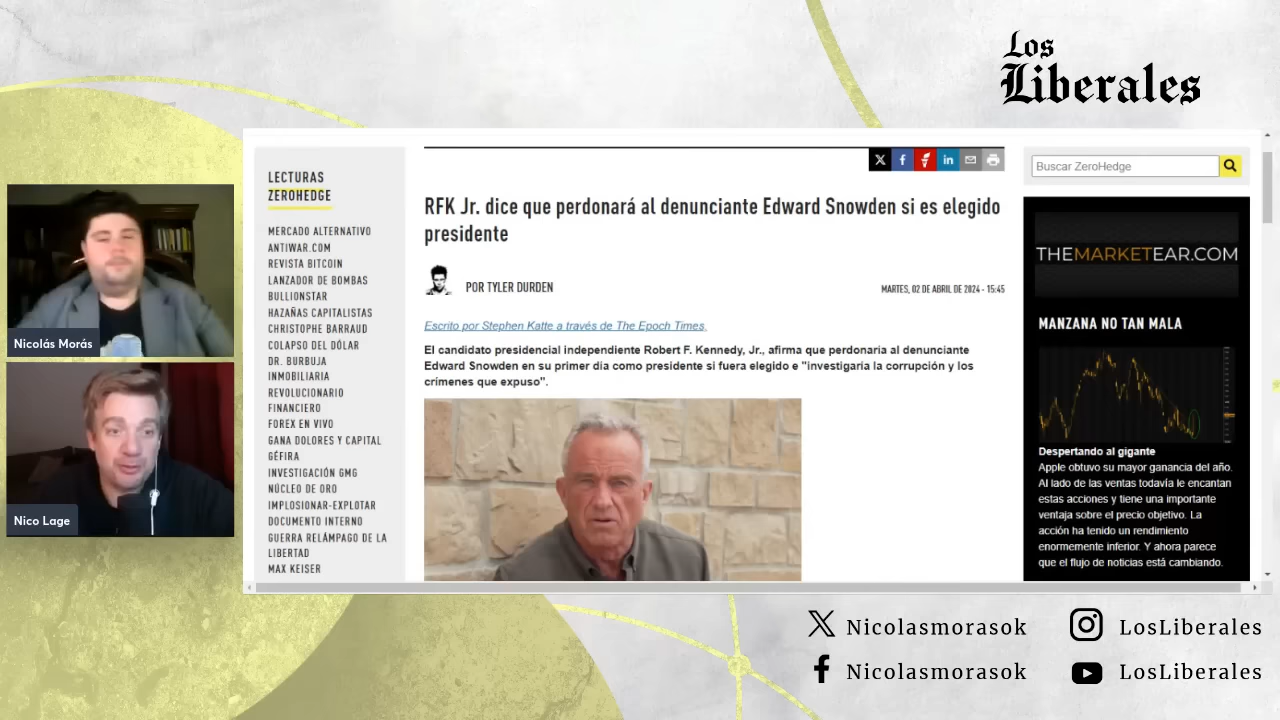 Los
Liberales
LECTURAS
ZEROHEDGE
MERCADO ALTERNATIVO
ANTIWAR.COM
REVISTA BITCOIN
LANZADOR DE BOMBAS
BULLIONSTAR
HAZAÑAS CAPITALISTAS
CHRISTOPHE BARRAUD
COLAPSO DEL DÓLAR
DR. BURBUJA
INMOBILIARIA
REVOLUCIONARIO
FINANCIERO
FOREX EN VIVO
GANA DOLORES Y CAPITAL
GÉFIRA
INVESTIGACIÓN GMG
NÚCLEO DE ORO
IMPLOSIONAR-EXPLOTAR
DOCUMENTO INTERNO
GUERRA RELÁMPAGO DE LA
LIBERTAD
MAX KEISER
RFK Jr. dice que perdonará al denunciante Edward Snowden si es elegido
presidente
POR TYLER DURDEN
MARTES, 02 DE ABRIL DE 2024 - 15:45
Escrito por Stephen Katte a través de The Epoch Times,
El candidato presidencial independiente Robert F. Kennedy, Jr., afirma que perdonaría al denunciante
Edward Snowden en su primer día como presidente si fuera elegido e "investigaría la corrupción y los
crímenes que expuso".
Buscar ZeroHedge
THEMARKETEAR.COM
MANZANA NO TAN MALA
Despertando al gigante
Apple obtuvo su mayor ganancia del año.
Al lado de las ventas todavía le encantan
estas acciones y tiene una importante
ventaja sobre el precio objetivo. La
acción ha tenido un rendimiento
enormemente inferior. Y ahora parece
que el flujo de noticias está cambiando.
Nicolás Morás
Nico Lage
Nicolasmorasok
LosLiberales
Nicolasmorasok
LosLiberales